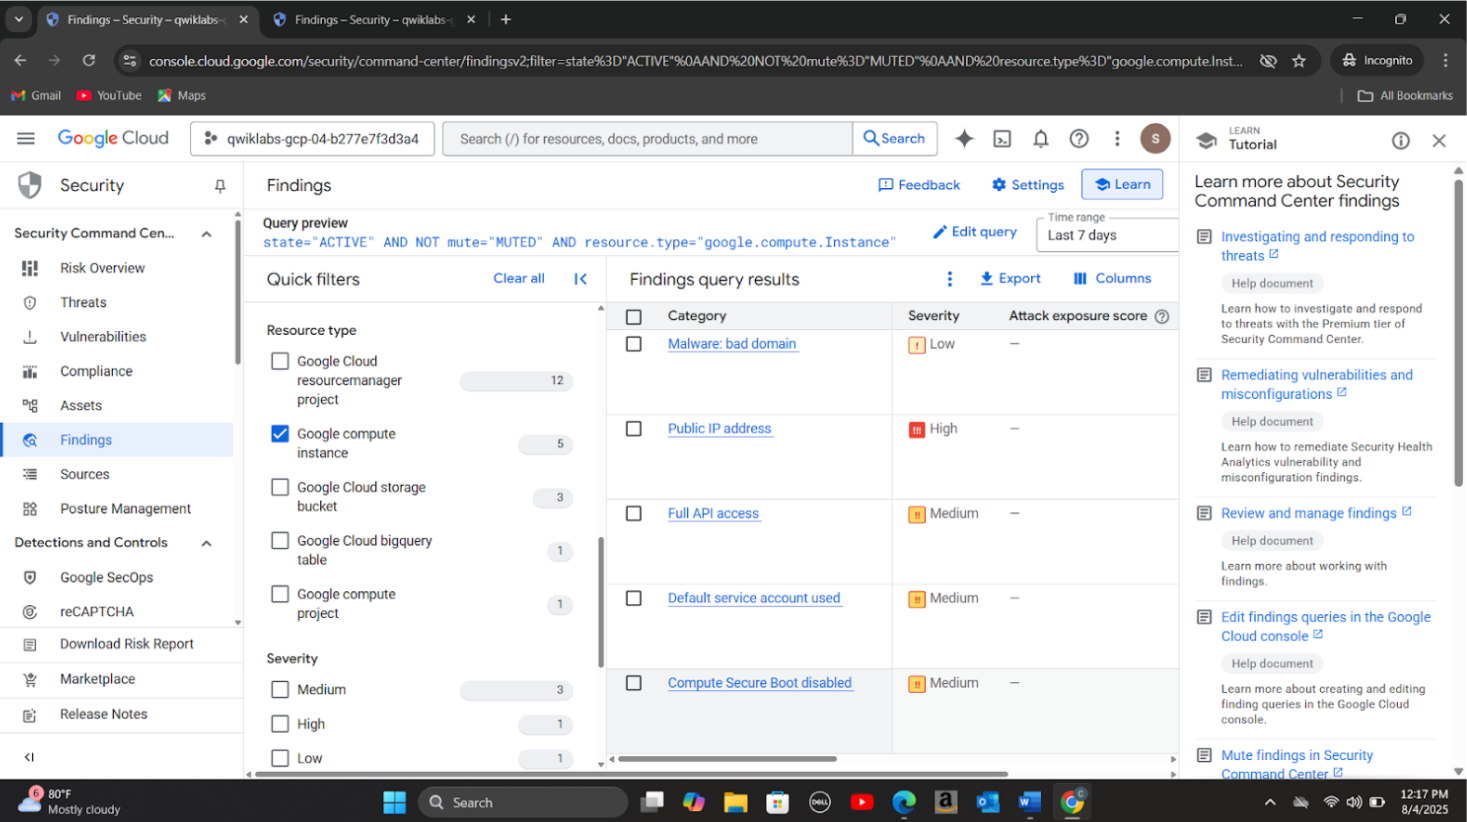 Findings – Security – qwiklabs-
Findings – Security – qwiklabs-
console.cloud.google.com/security/command-center/findingsv2;filter=state%3D"ACTIVE"%0AAND%20NOT%20mute%3D"MUTED"%0AAND%20resource.type%3D"google.compute.Inst...
Incognito
Gmail
YouTube
Maps
All Bookmarks
Google Cloud
qwiklabs-gcp-04-b277e7f3d3a4
Search (/) for resources, docs, products, and more
Search
S
LEARN
Tutorial
Security
Security Command Cen...
Risk Overview
Threats
Vulnerabilities
Compliance
Assets
Findings
Sources
Posture Management
Detections and Controls
Google SecOps
reCAPTCHA
Download Risk Report
Marketplace
Release Notes
Findings
Feedback
Settings
Learn
Query preview
state="ACTIVE" AND NOT mute="MUTED" AND resource.type="google.compute.Instance"
Edit query
Time range
Last 7 days
Quick filters
Clear all
Resource type
Google Cloud
resourcemanager
project
12
Google compute
instance
5
Google Cloud storage
bucket
3
Google Cloud bigquery
table
1
Google compute
project
1
Severity
Medium
3
High
1
Low
1
Findings query results
Export
Columns
Category
Severity
Attack exposure score
Malware: bad domain
Low
—
Public IP address
High
—
Full API access
Medium
—
Default service account used
Medium
—
Compute Secure Boot disabled
Medium
—
Learn more about Security
Command Center findings
Investigating and responding to
threats
Help document
Learn how to investigate and respond
to threats with the Premium tier of
Security Command Center.
Remediating vulnerabilities and
misconfigurations
Help document
Learn how to remediate Security Health
Analytics vulnerability and
misconfiguration findings.
Review and manage findings
Help document
Learn more about working with
findings.
Edit findings queries in the Google
Cloud console
Help document
Learn more about creating and editing
finding queries in the Google Cloud
console.
Mute findings in Security
Command Center
6
80°F
Mostly cloudy
Search
DELL
12:17 PM
8/4/2025